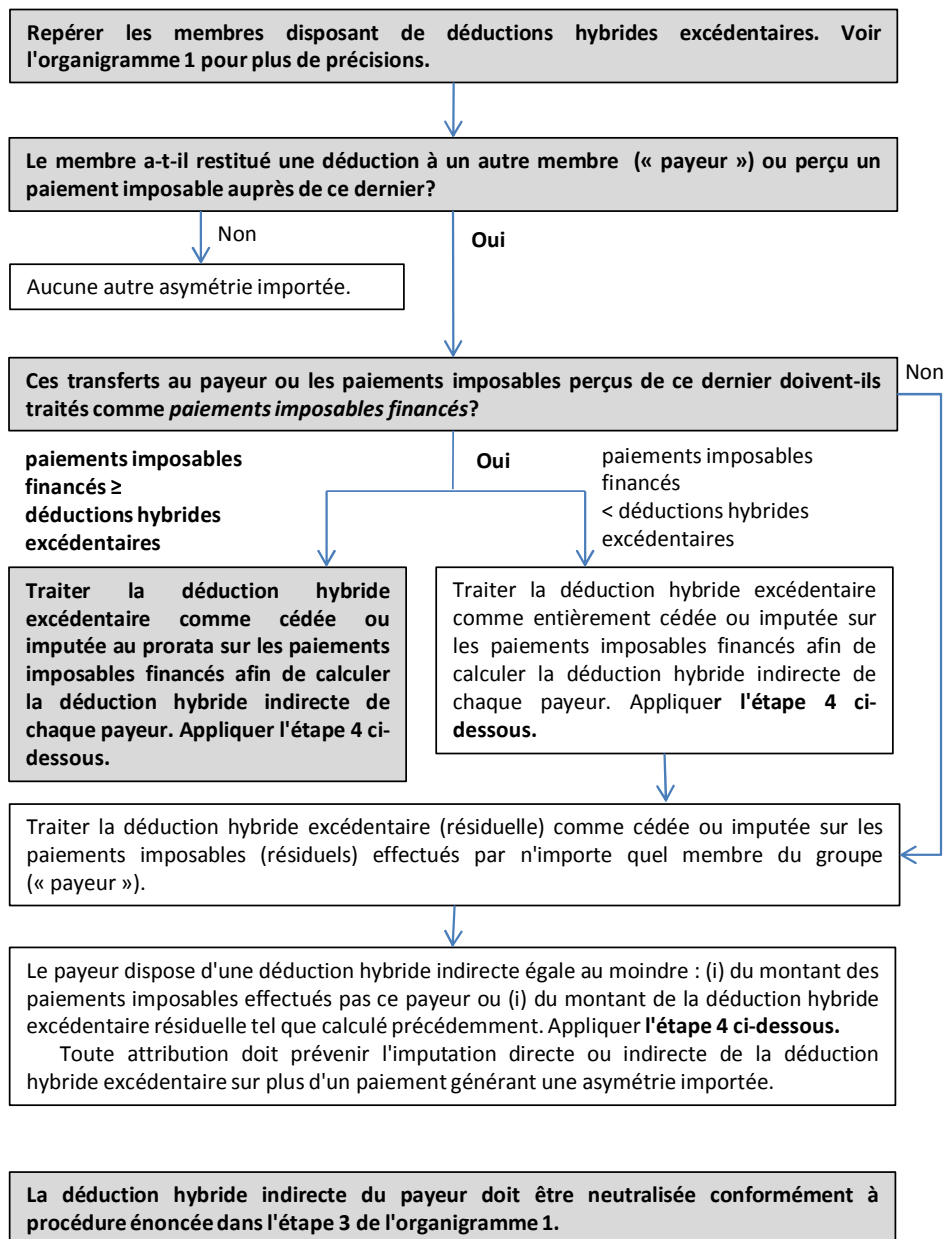 Repérer les membres disposant de déductions hybrides excédentaires. Voir
l'organigramme 1 pour plus de précisions.
Le membre a-t-il restitué une déduction à un autre membre (« payeur ») ou perçu un
paiement imposable auprès de ce dernier?
Non
Oui
Aucune autre asymétrie importée.
Ces transferts au payeur ou les paiements imposables perçus de ce dernier doivent-ils
traités comme paiements imposables financés?
Non
paiements imposables
financés ≥
déductions hybrides
excédentaires
Oui
paiements imposables
financés
< déductions hybrides
excédentaires
Traiter la déduction hybride
excédentaire comme cédée ou
imputée au prorata sur les paiements
imposables financés afin de calculer
la déduction hybride indirecte de
chaque payeur. Appliquer l'étape 4 ci-
dessous.
Traiter la déduction hybride excédentaire
comme entièrement cédée ou imputée sur
les paiements imposables financés afin de
calculer la déduction hybride indirecte de
chaque payeur. Appliquer l'étape 4 ci-
dessous.
Traiter la déduction hybride excédentaire (résiduelle) comme cédée ou imputée sur les
paiements imposables (résiduels) effectués par n'importe quel membre du groupe
(« payeur »).
Le payeur dispose d'une déduction hybride indirecte égale au moindre : (i) du montant des
paiements imposables effectués pas ce payeur ou (i) du montant de la déduction hybride
excédentaire résiduelle tel que calculé précédemment. Appliquer l'étape 4 ci-dessous.
Toute attribution doit prévenir l'imputation directe ou indirecte de la déduction
hybride excédentaire sur plus d'un paiement générant une asymétrie importée.
La déduction hybride indirecte du payeur doit être neutralisée conformément à
procédure énoncée dans l'étape 3 de l'organigramme 1.